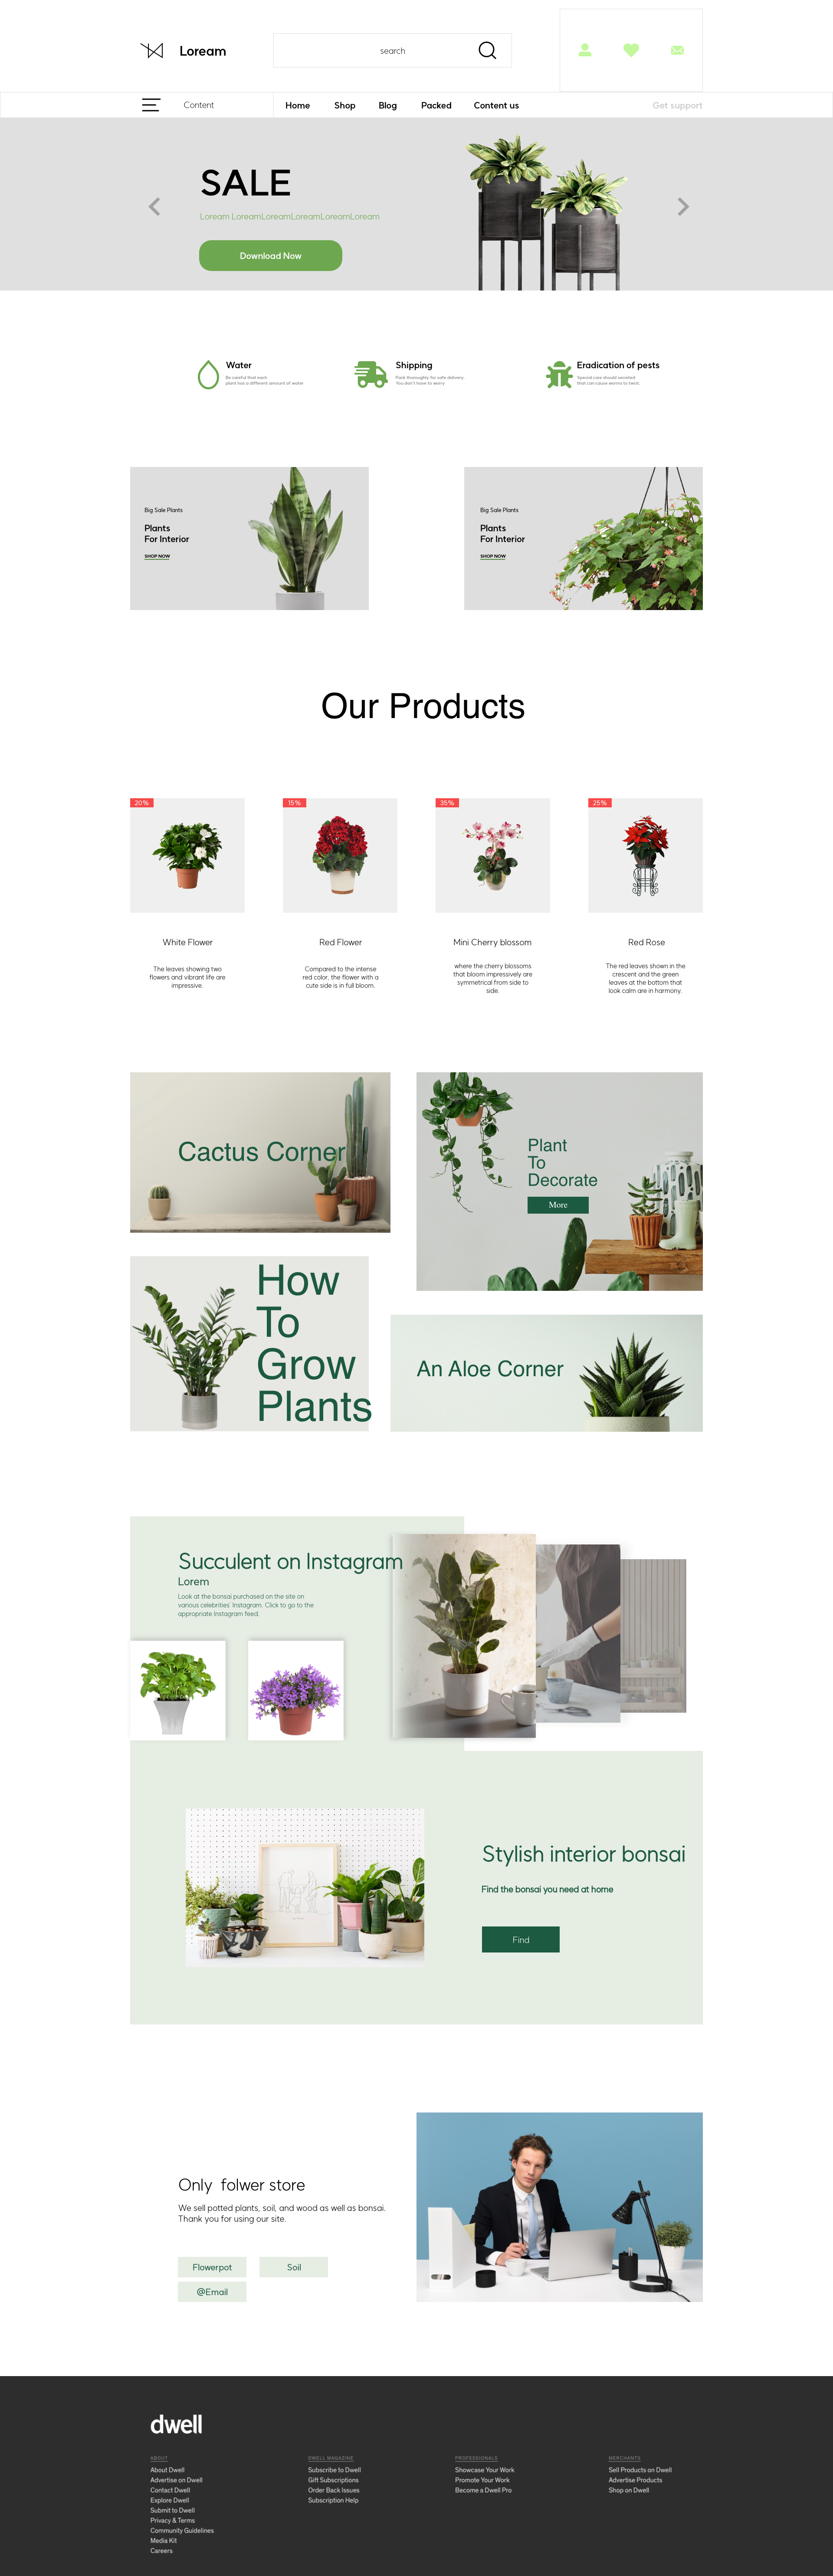 Loream
search
Content
Home
Shop
Blog
Packed
Content us
Get support
SALE
Loream LoreamLoreamLoreamLoreamLoream
Download Now
Water
Be careful that each
plant has a different amount of water
Shipping
Pack thoroughly for safe delivery.
You don't have to worry
Eradication of pests
Special care should secreted
that can cause worms to twist.
Big Sale Plants
Plants
For Interior
SHOP NOW
Big Sale Plants
Plants
For Interior
SHOP NOW
Our Products
20%
15%
35%
25%
White Flower
The leaves showing two
flowers and vibrant life are
impressive.
Red Flower
Compared to the intense
red color, the flower with a
cute side is in full bloom.
Mini Cherry blossom
where the cherry blossoms
that bloom impressively are
symmetrical from side to
side.
Red Rose
The red leaves shown in the
crescent and the green
leaves at the bottom that
look calm are in harmony.
Cactus Corner
Plant
To
Decorate
More
How
To
Grow
Plants
An Aloe Corner
Succulent on Instagram
Lorem
Look at the bonsai purchased on the site on
various celebrities' Instagram. Click to go to the
appropriate Instagram feed.
Stylish interior bonsai
Find the bonsai you need at home
Find
Only folwer store
We sell potted plants, soil, and wood as well as bonsai.
Thank you for using our site.
Flowerpot
Soil
@Email
dwell
ABOUT
About Dwell
Advertise on Dwell
Contact Dwell
Explore Dwell
Submit to Dwell
Privacy & Terms
Community Guidelines
Media Kit
Careers
DWELL MAGAZINE
Subscribe to Dwell
Gift Subscriptions
Order Back Issues
Subscription Help
PROFESSIONALS
Showcase Your Work
Promote Your Work
Become a Dwell Pro
MERCHANTS
Sell Products on Dwell
Advertise Products
Shop on Dwell